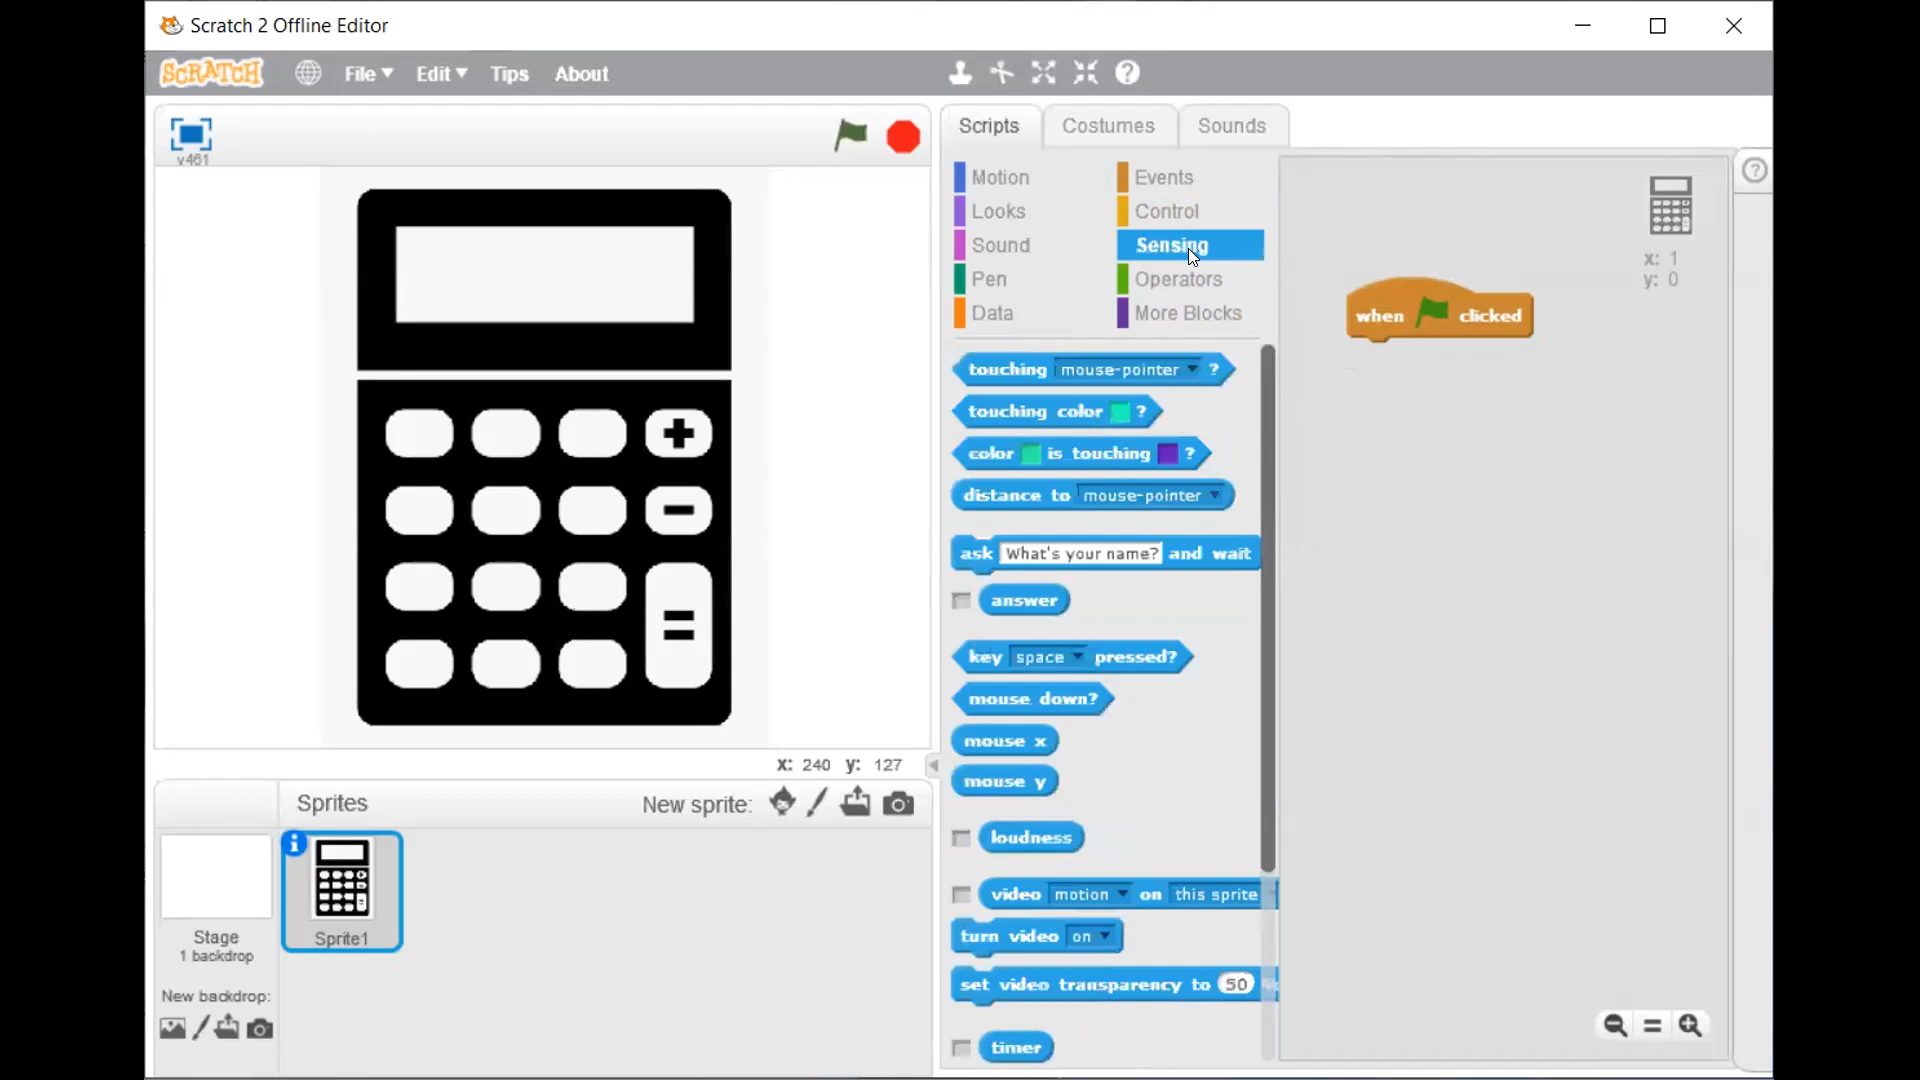 Scratch 2 Offline Editor
SCRATCH File Edit Tips About
v461
Scripts Costumes Sounds
Motion Events
Looks Control
Sound Sensing
Pen Operators
Data More Blocks
x: 1
y: 0
when clicked
+
-
=
touching mouse-pointer ?
touching color ?
color is touching ?
distance to mouse-pointer
ask What's your name? and wait
answer
key space pressed?
mouse down?
mouse x
mouse y
loudness
video motion on this sprite
turn video on
set video transparency to 50
timer
x: 240 y: 127
Sprites New sprite:
Sprite1
Stage
1 backdrop
New backdrop: